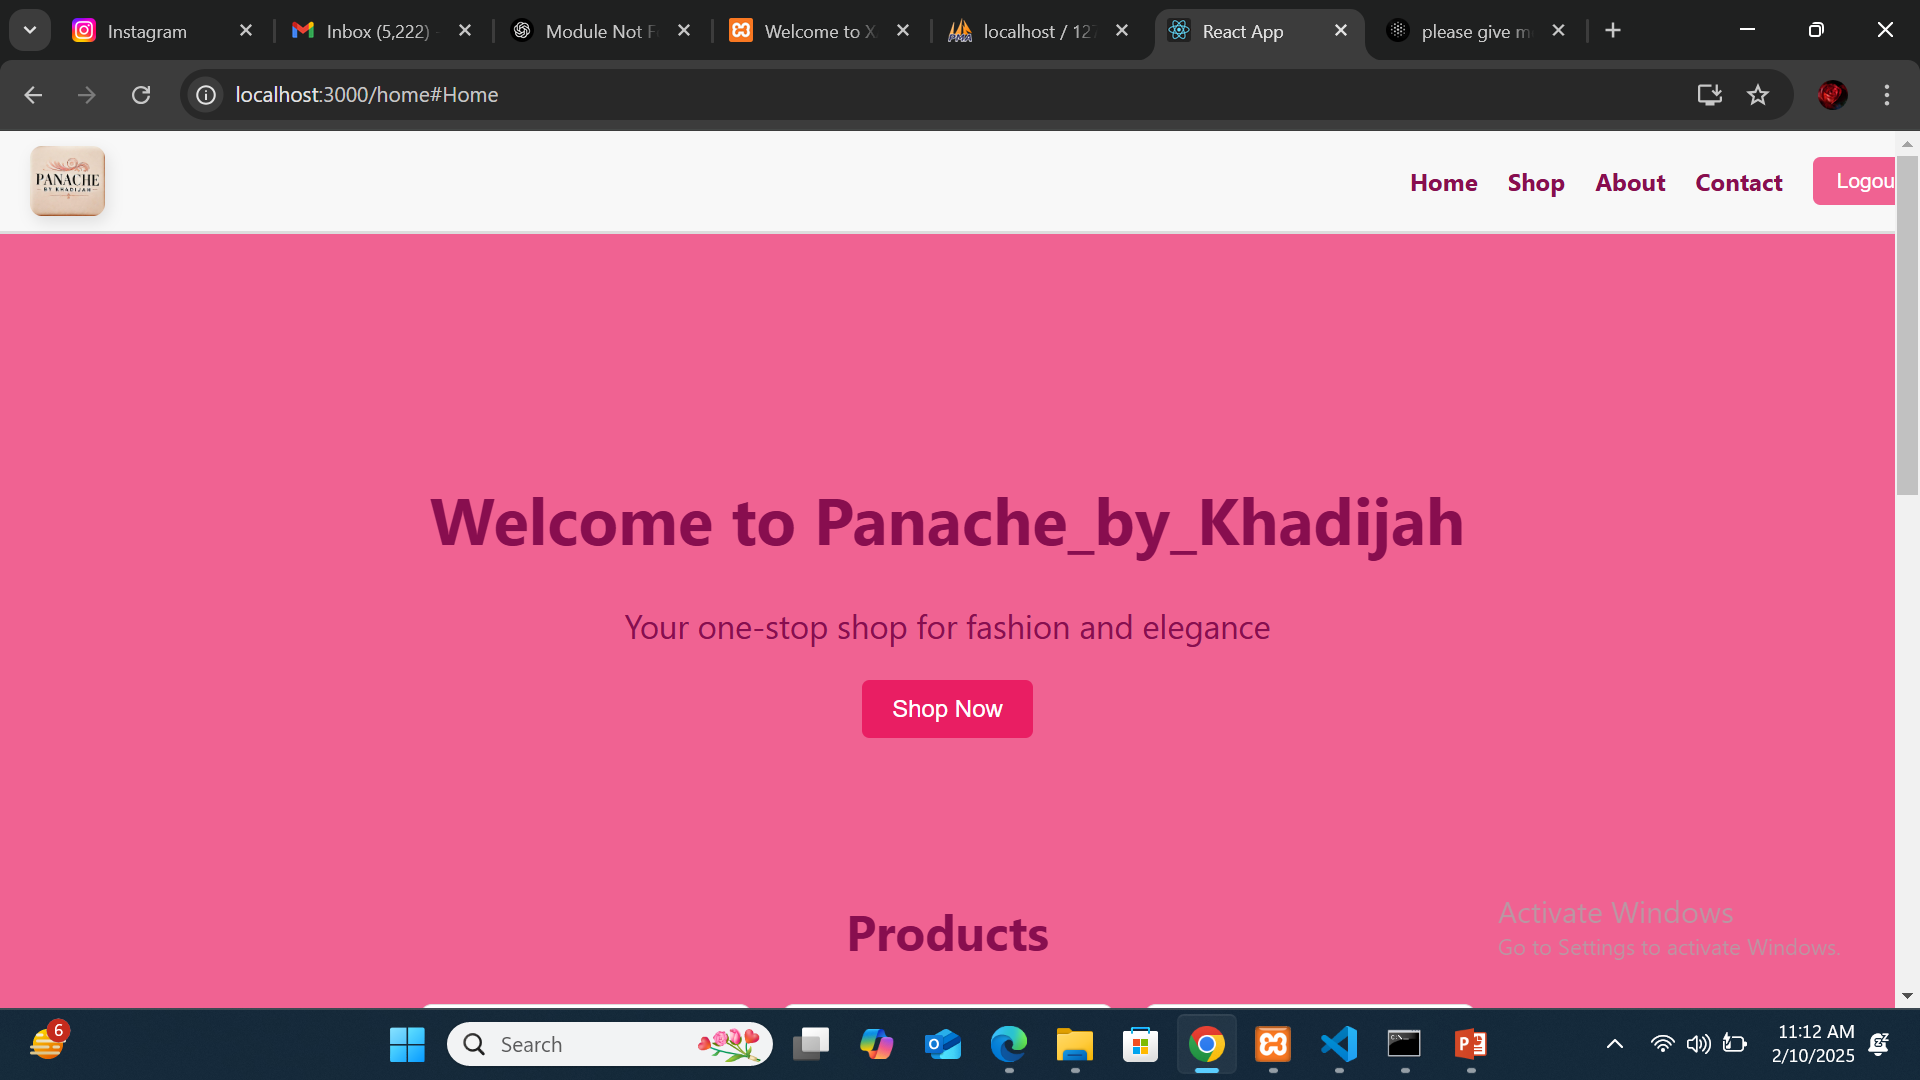 Instagram
Inbox (5,222) -
Module Not F
Welcome to X
localhost / 127
React App
please give m
localhost:3000/home#Home
PANACHE
BY KHADIJAH
Home
Shop
About
Contact
Logou
Welcome to Panache_by_Khadijah
Your one-stop shop for fashion and elegance
Shop Now
Products
Activate Windows
Go to Settings to activate Windows.
6
Search
11:12 AM
2/10/2025